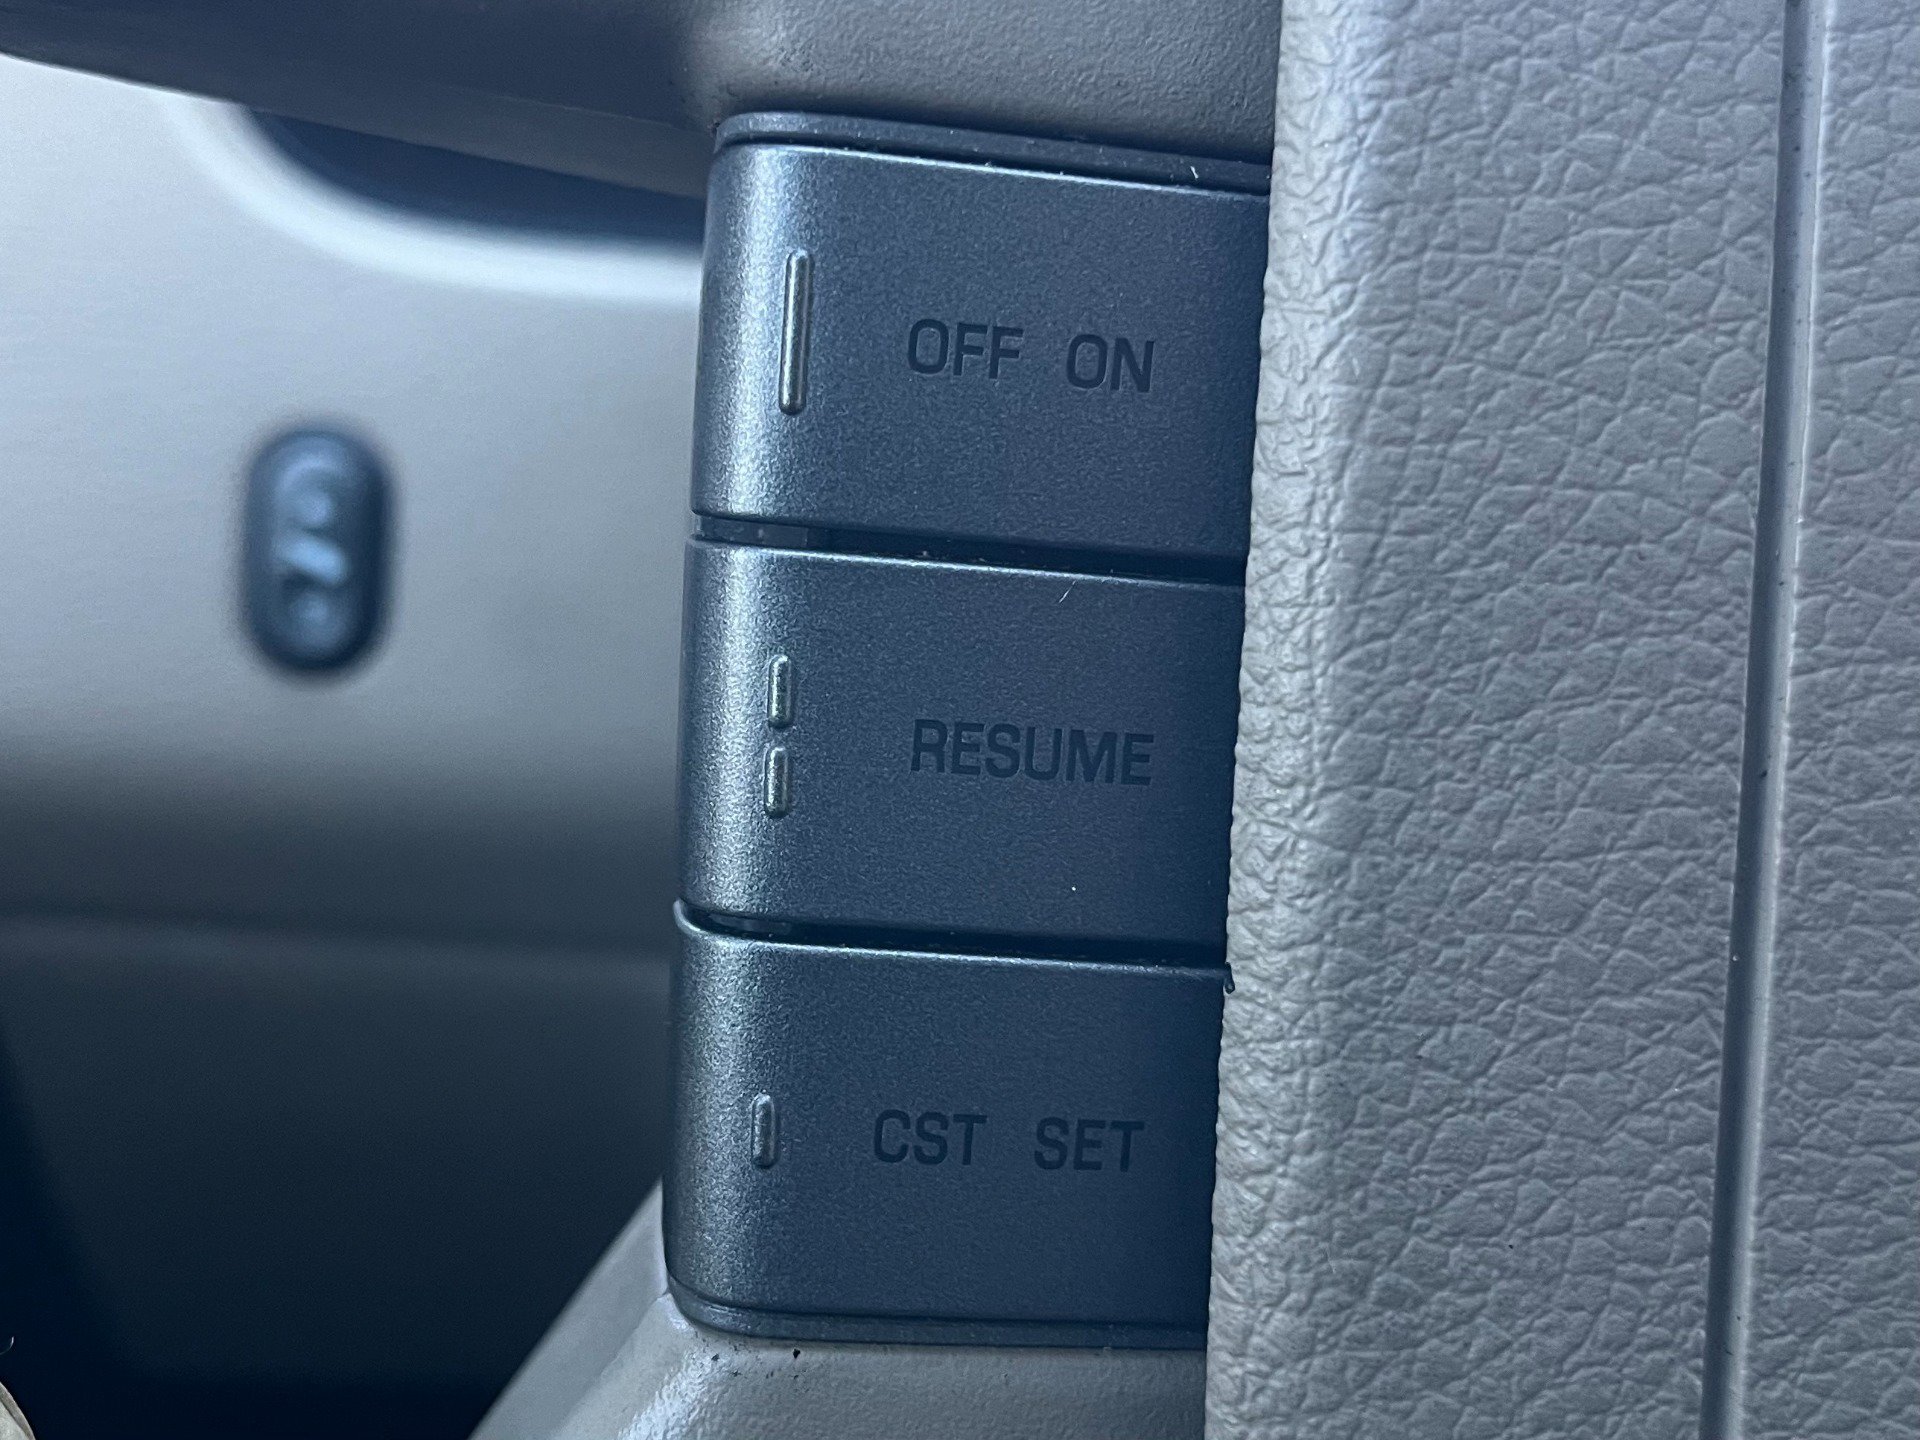 OFF ON
RESUME
CST SET